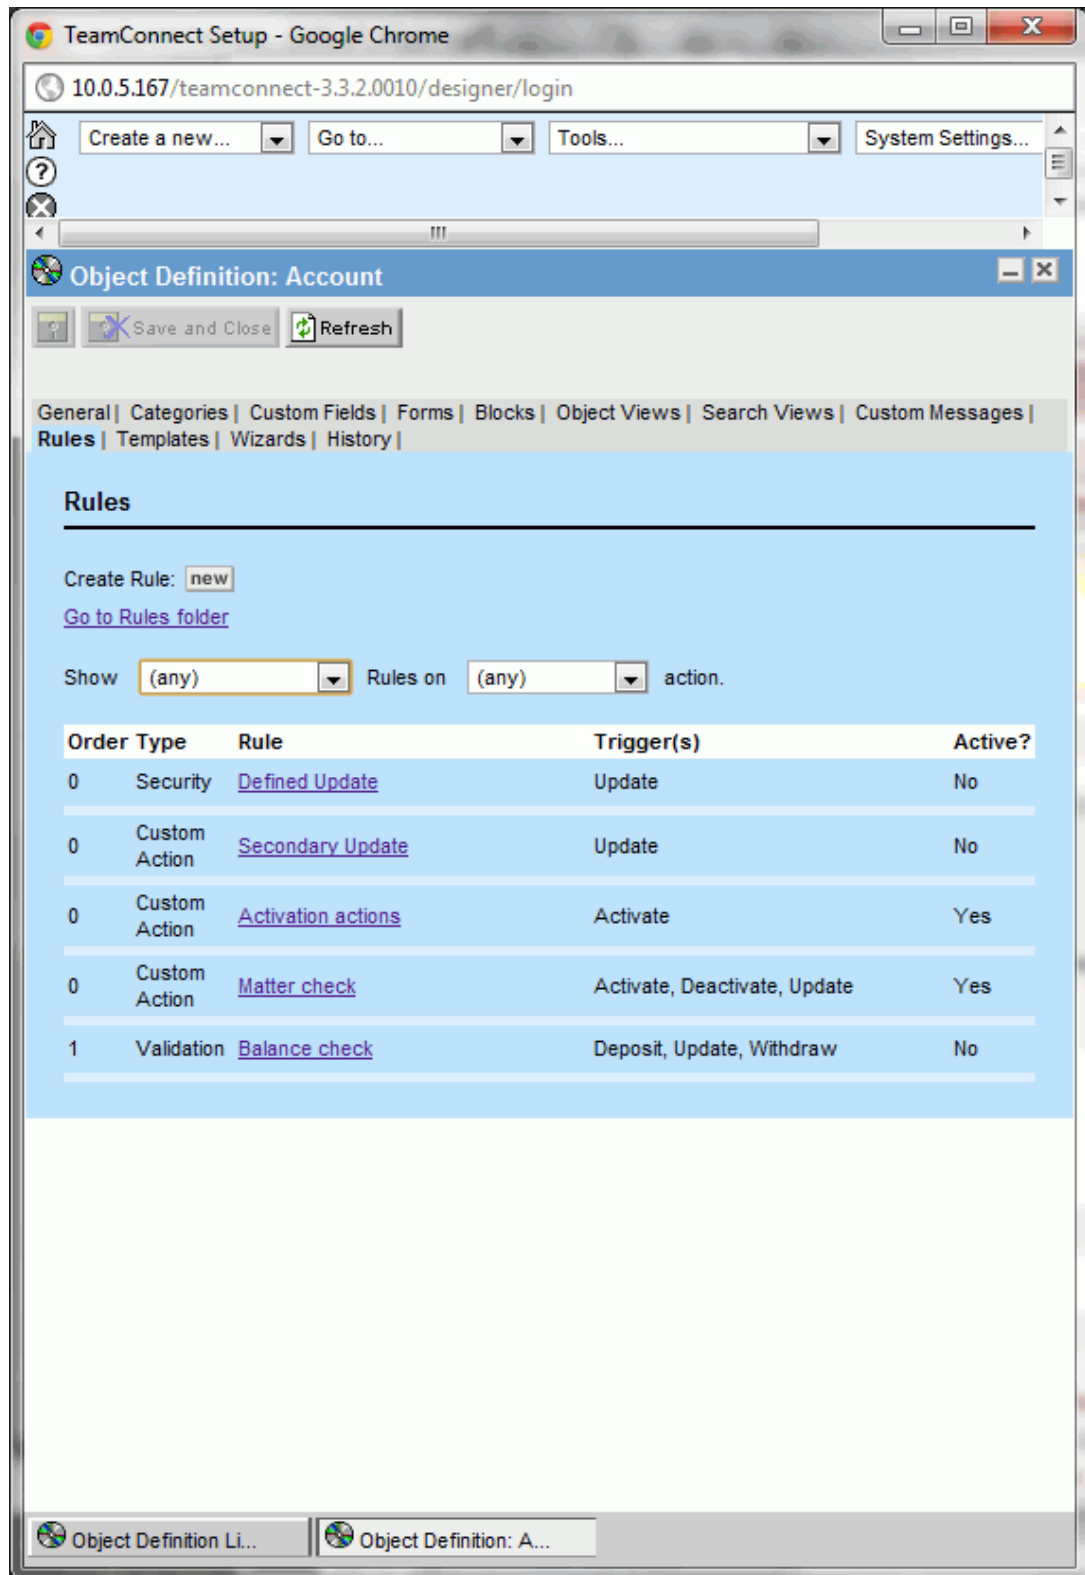 TeamConnect Setup - Google Chrome
10.0.5.167/teamconnect-3.3.2.0010/designer/login
Create a new... Go to... Tools... System Settings...
Object Definition: Account
Save and Close Refresh
General | Categories | Custom Fields | Forms | Blocks | Object Views | Search Views | Custom Messages |
Rules | Templates | Wizards | History |
Rules
Create Rule: new
Go to Rules folder
Show (any) Rules on (any) action.
Order Type Rule Trigger(s) Active?
0 Security Defined Update Update No
0 Custom Action Secondary Update Update No
0 Custom Action Activation actions Activate Yes
0 Custom Action Matter check Activate, Deactivate, Update Yes
1 Validation Balance check Deposit, Update, Withdraw No
Object Definition Li... Object Definition: A...